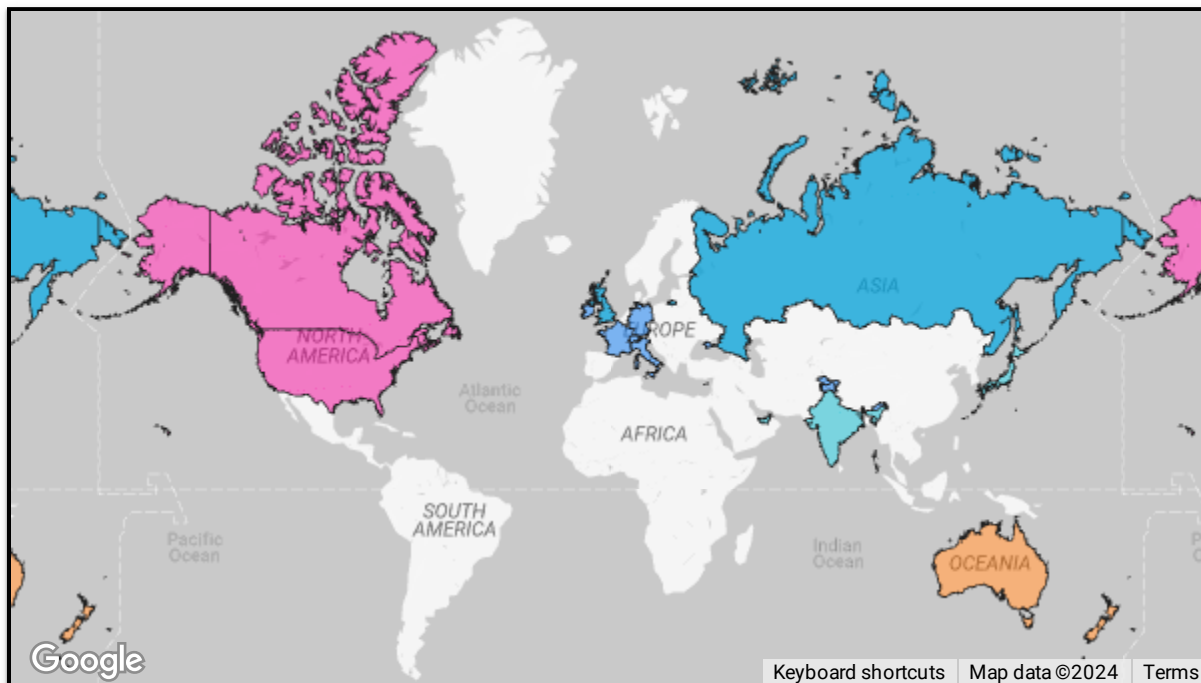 ASIA
NORTH
AMERICA
EUROPE
Atlantic
Ocean
AFRICA
SOUTH
AMERICA
Pacific
Ocean
Indian
Ocean
OCEANIA
Google
Keyboard shortcuts
Map data ©2024
Terms